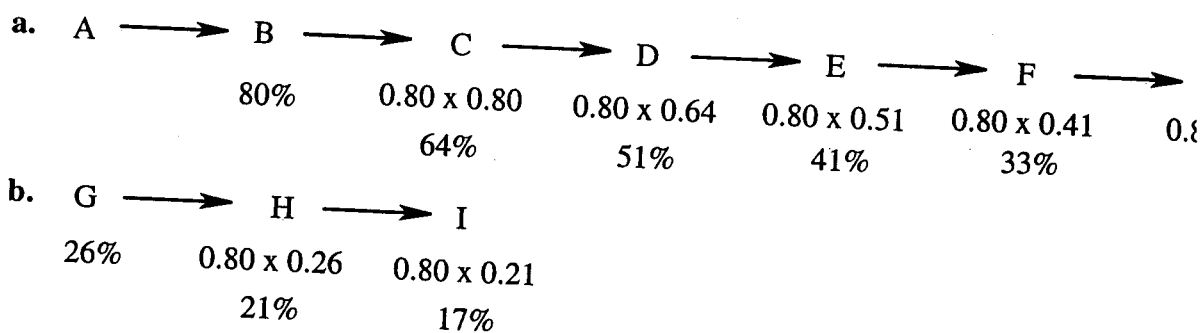 a. A B C D E F
80% 0.80 x 0.80 0.80 x 0.64 0.80 x 0.51 0.80 x 0.41
64% 51% 41% 33%
b. G H I
26% 0.80 x 0.26 0.80 x 0.21
21% 17%